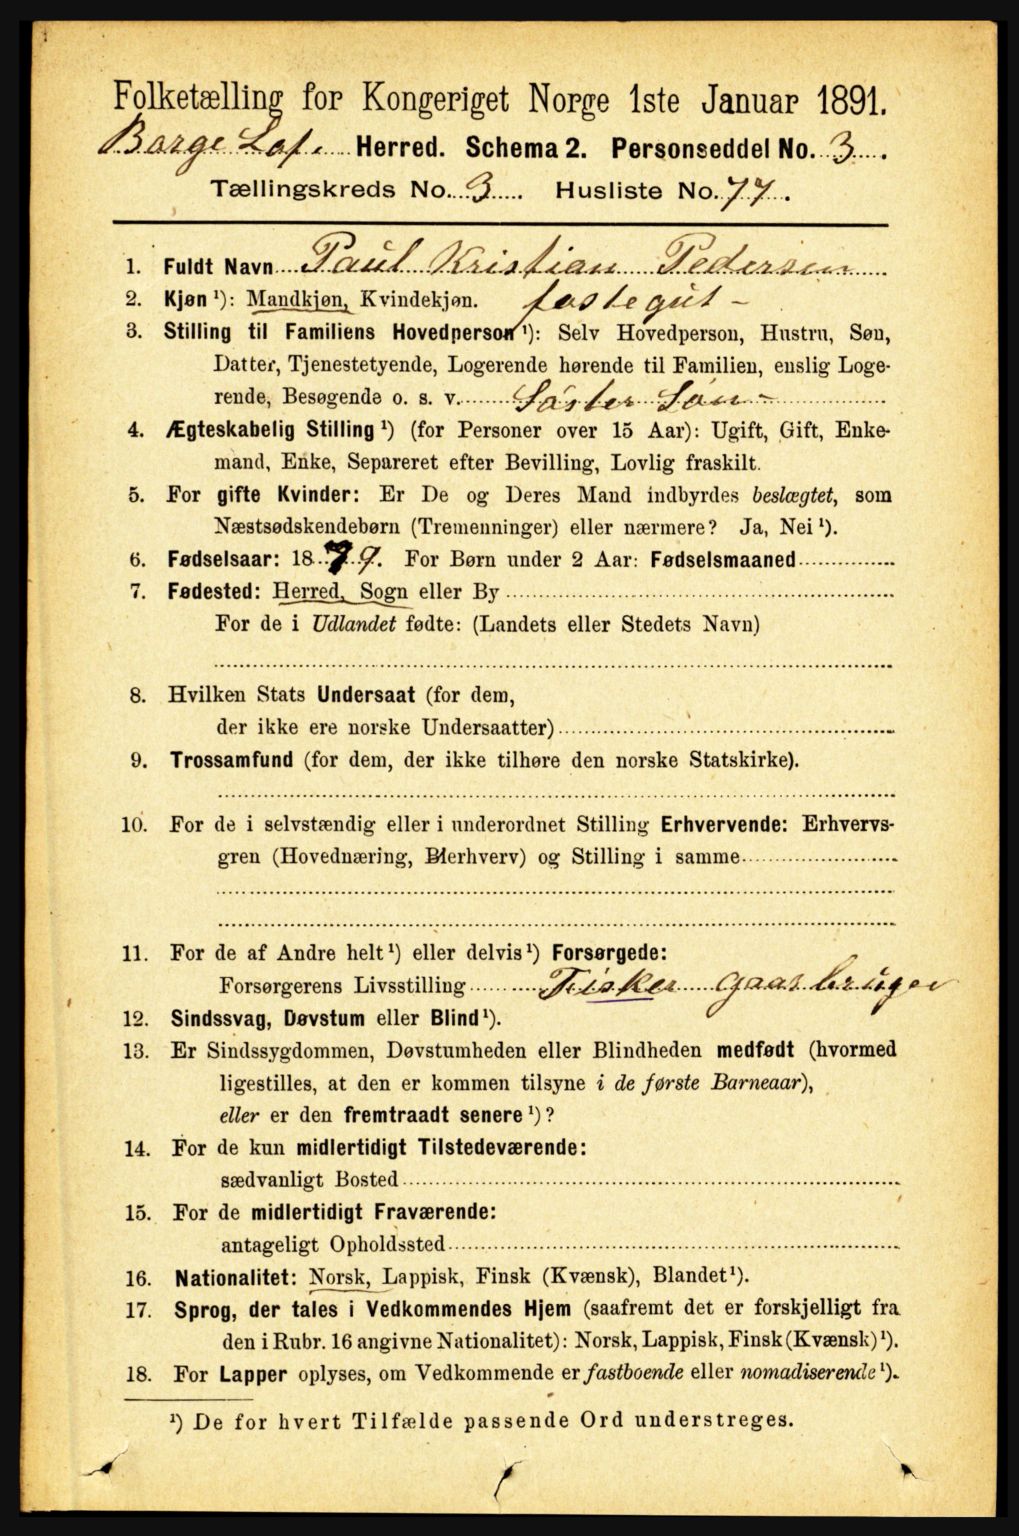 Folketælling for Kongeriget Norge 1ste Januar 1891.
Borge Lof. Herred. Schema 2. Personseddel No. 3.
Tællingskreds No. 3. Husliste No. 77.
1. Fuldt Navn Paul Kristian Pedersen
2. Kjøn ¹): Mandkjøn, Kvindekjøn. fostegut -
3. Stilling til Familiens Hovedperson ¹): Selv Hovedperson, Hustru, Søn,
Datter, Tjenestetyende, Logerende hørende til Familien, enslig Loge-
rende, Besøgende o. s. v. Søster Søn -
4. Ægteskabelig Stilling ¹) (for Personer over 15 Aar): Ugift, Gift, Enke-
mand, Enke, Separeret efter Bevilling, Lovlig fraskilt.
5. For gifte Kvinder: Er De og Deres Mand indbyrdes beslægtet, som
Næstsødskendebørn (Tremenninger) eller nærmere? Ja, Nei ¹).
6. Fødselsaar: 1879. For Børn under 2 Aar: Fødselsmaaned
7. Fødested: Herred, Sogn eller By
For de i Udlandet fødte: (Landets eller Stedets Navn)
8. Hvilken Stats Undersaat (for dem,
der ikke ere norske Undersaatter)
9. Trossamfund (for dem, der ikke tilhøre den norske Statskirke).
10. For de i selvstændig eller i underordnet Stilling Erhvervende: Erhvervs-
gren (Hovednæring, Bierhverv) og Stilling i samme
11. For de af Andre helt ¹) eller delvis ¹) Forsørgede:
Forsørgerens Livsstilling Fisker gaarbruger
12. Sindssvag, Døvstum eller Blind ¹).
13. Er Sindssygdommen, Døvstumheden eller Blindheden medfødt (hvormed
ligestilles, at den er kommen tilsyne i de første Barneaar),
eller er den fremtraadt senere ¹)?
14. For de kun midlertidigt Tilstedeværende:
sædvanligt Bosted
15. For de midlertidigt Fraværende:
antageligt Opholdssted
16. Nationalitet: Norsk, Lappisk, Finsk (Kvænsk), Blandet ¹).
17. Sprog, der tales i Vedkommendes Hjem (saafremt det er forskjelligt fra
den i Rubr. 16 angivne Nationalitet): Norsk, Lappisk, Finsk (Kvænsk) ¹).
18. For Lapper oplyses, om Vedkommende er fastboende eller nomadiserende ¹).
¹) De for hvert Tilfælde passende Ord understreges.